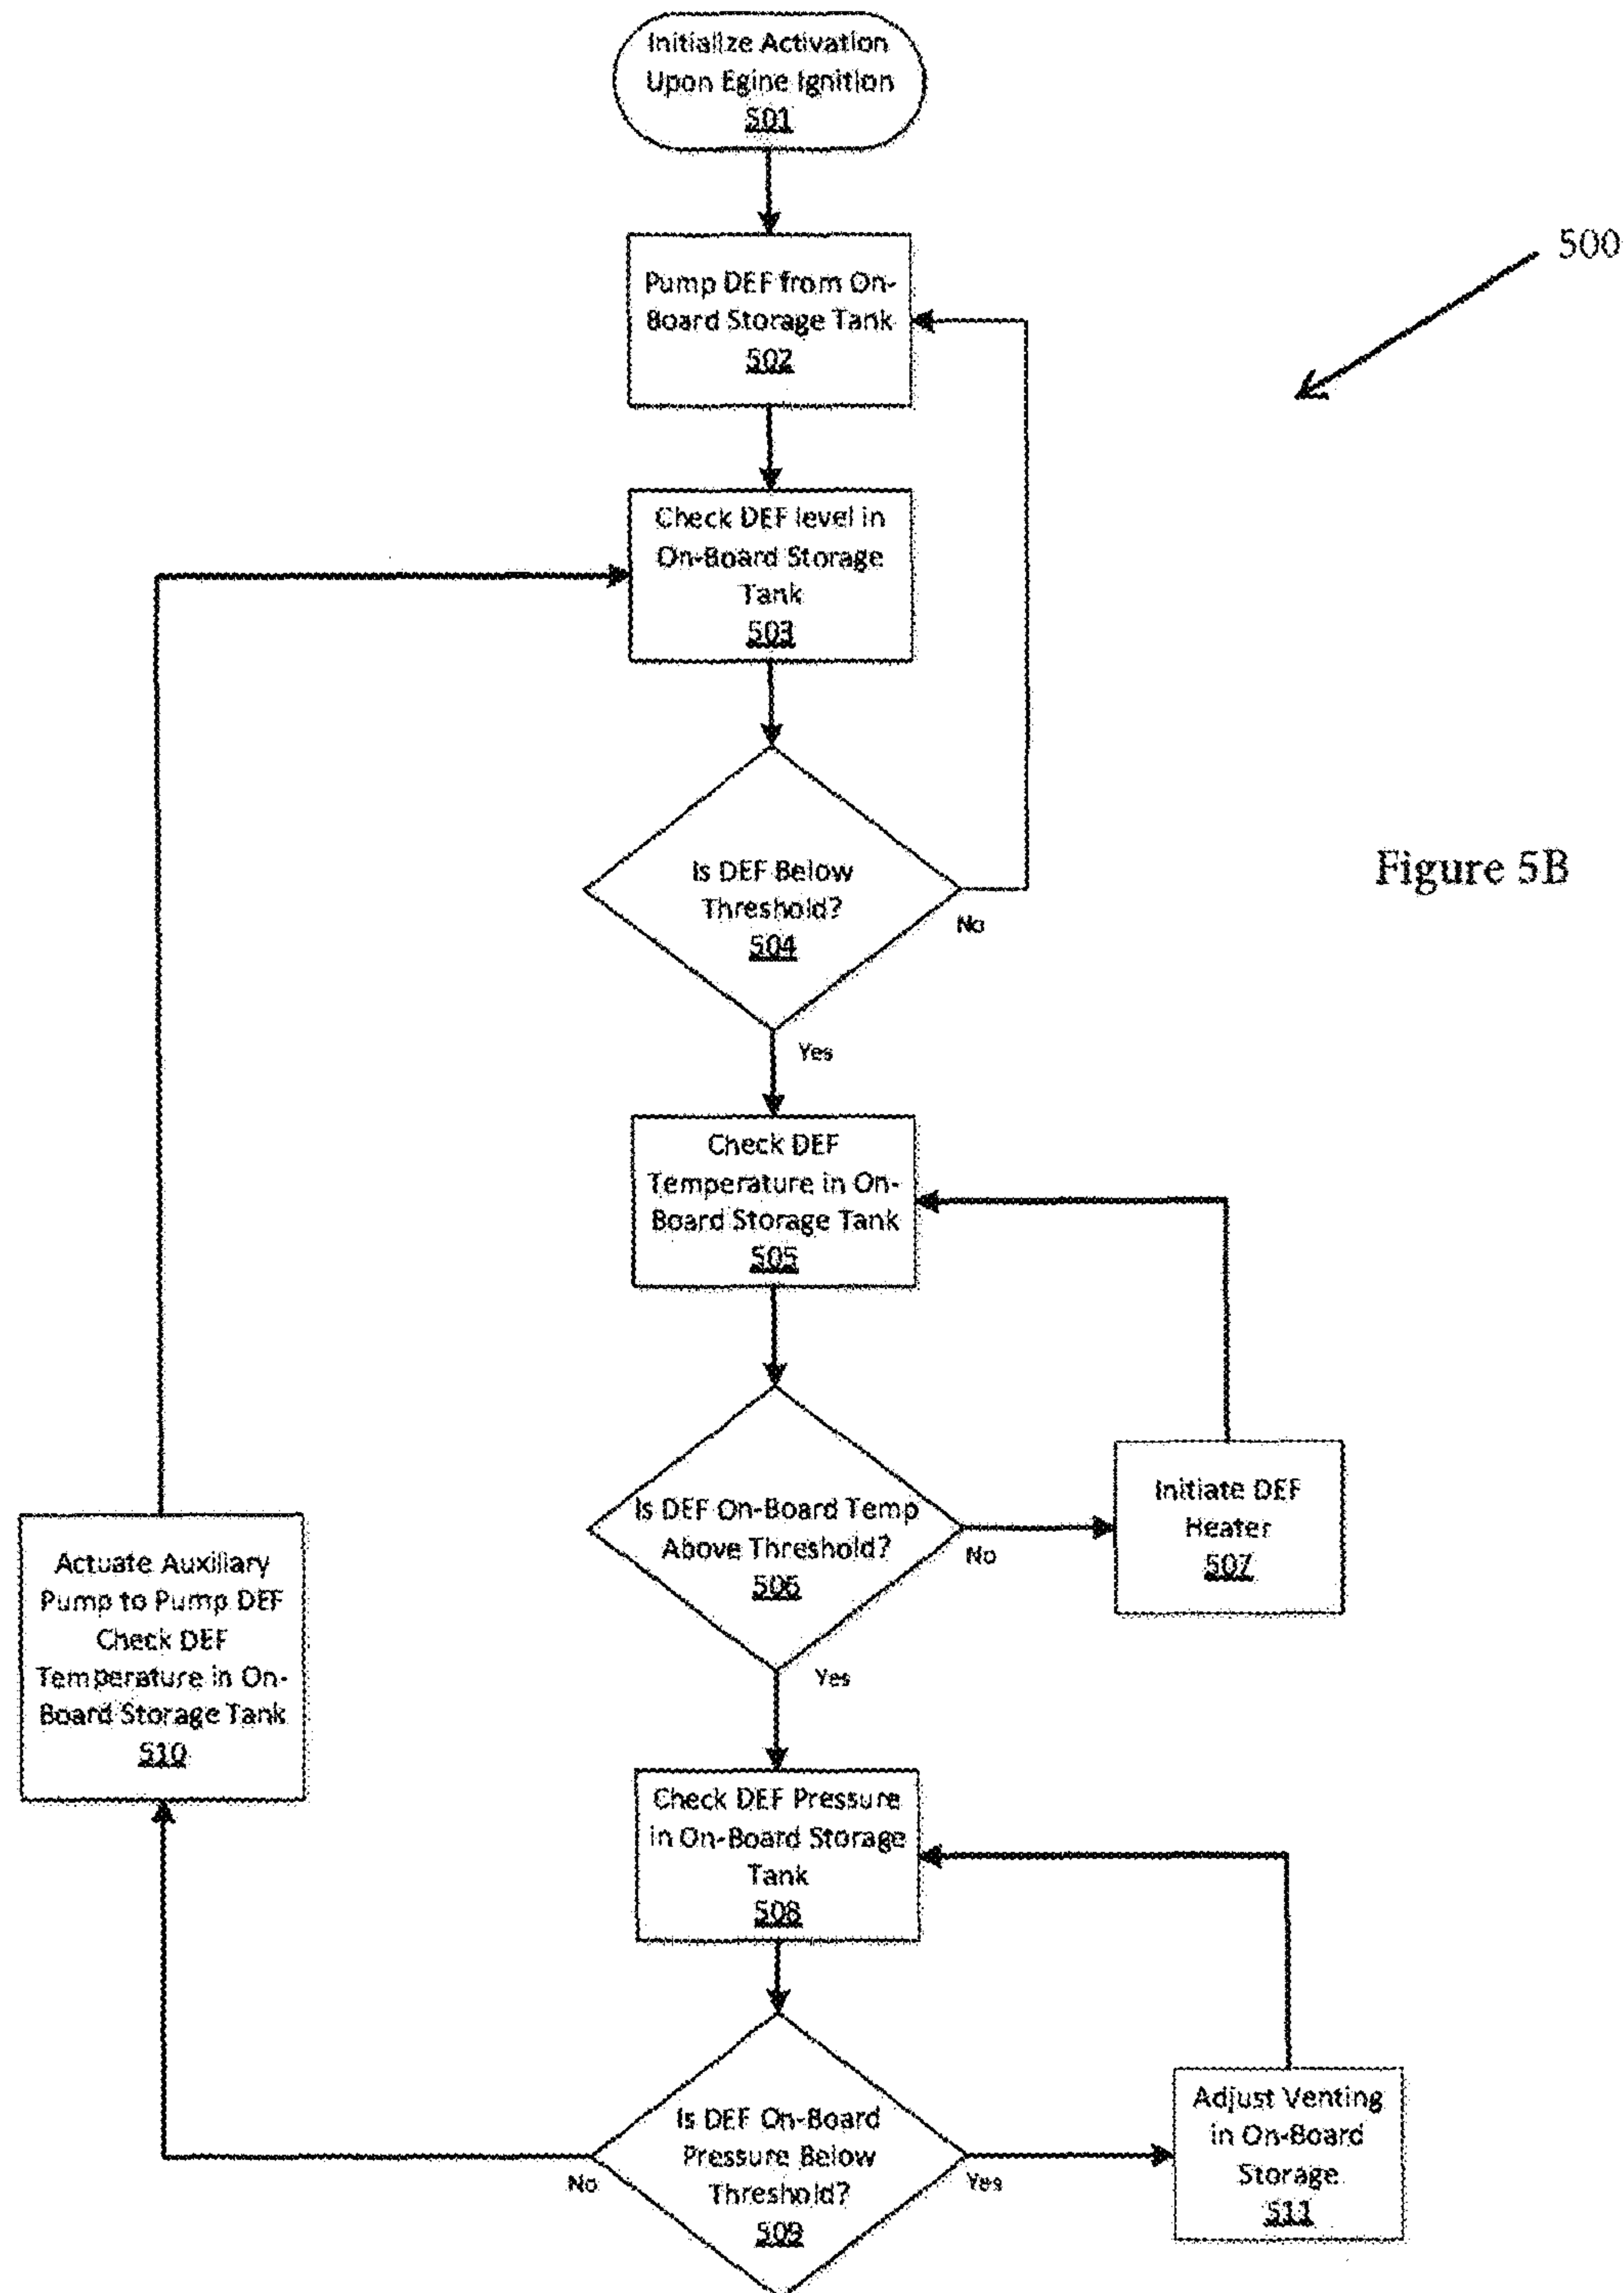 Initialize Activation
Upon Egine Ignition
501
Pump DEF from On-
Board Storage Tank
502
500
Check DEF level in
On-Board Storage
Tank
503
Is DEF Below
Threshold?
504
No
Figure 5B
Yes
Check DEF
Temperature in On-
Board Storage Tank
505
Is DEF On-Board Temp
Above Threshold?
506
No
Initiate DEF
Heater
507
Yes
Actuate Auxiliary
Pump to Pump DEF
Check DEF
Temperature in On-
Board Storage Tank
510
Check DEF Pressure
in On-Board Storage
Tank
508
Is DEF On-Board
Pressure Below
Threshold?
509
No
Yes
Adjust Venting
in On-Board
Storage
511